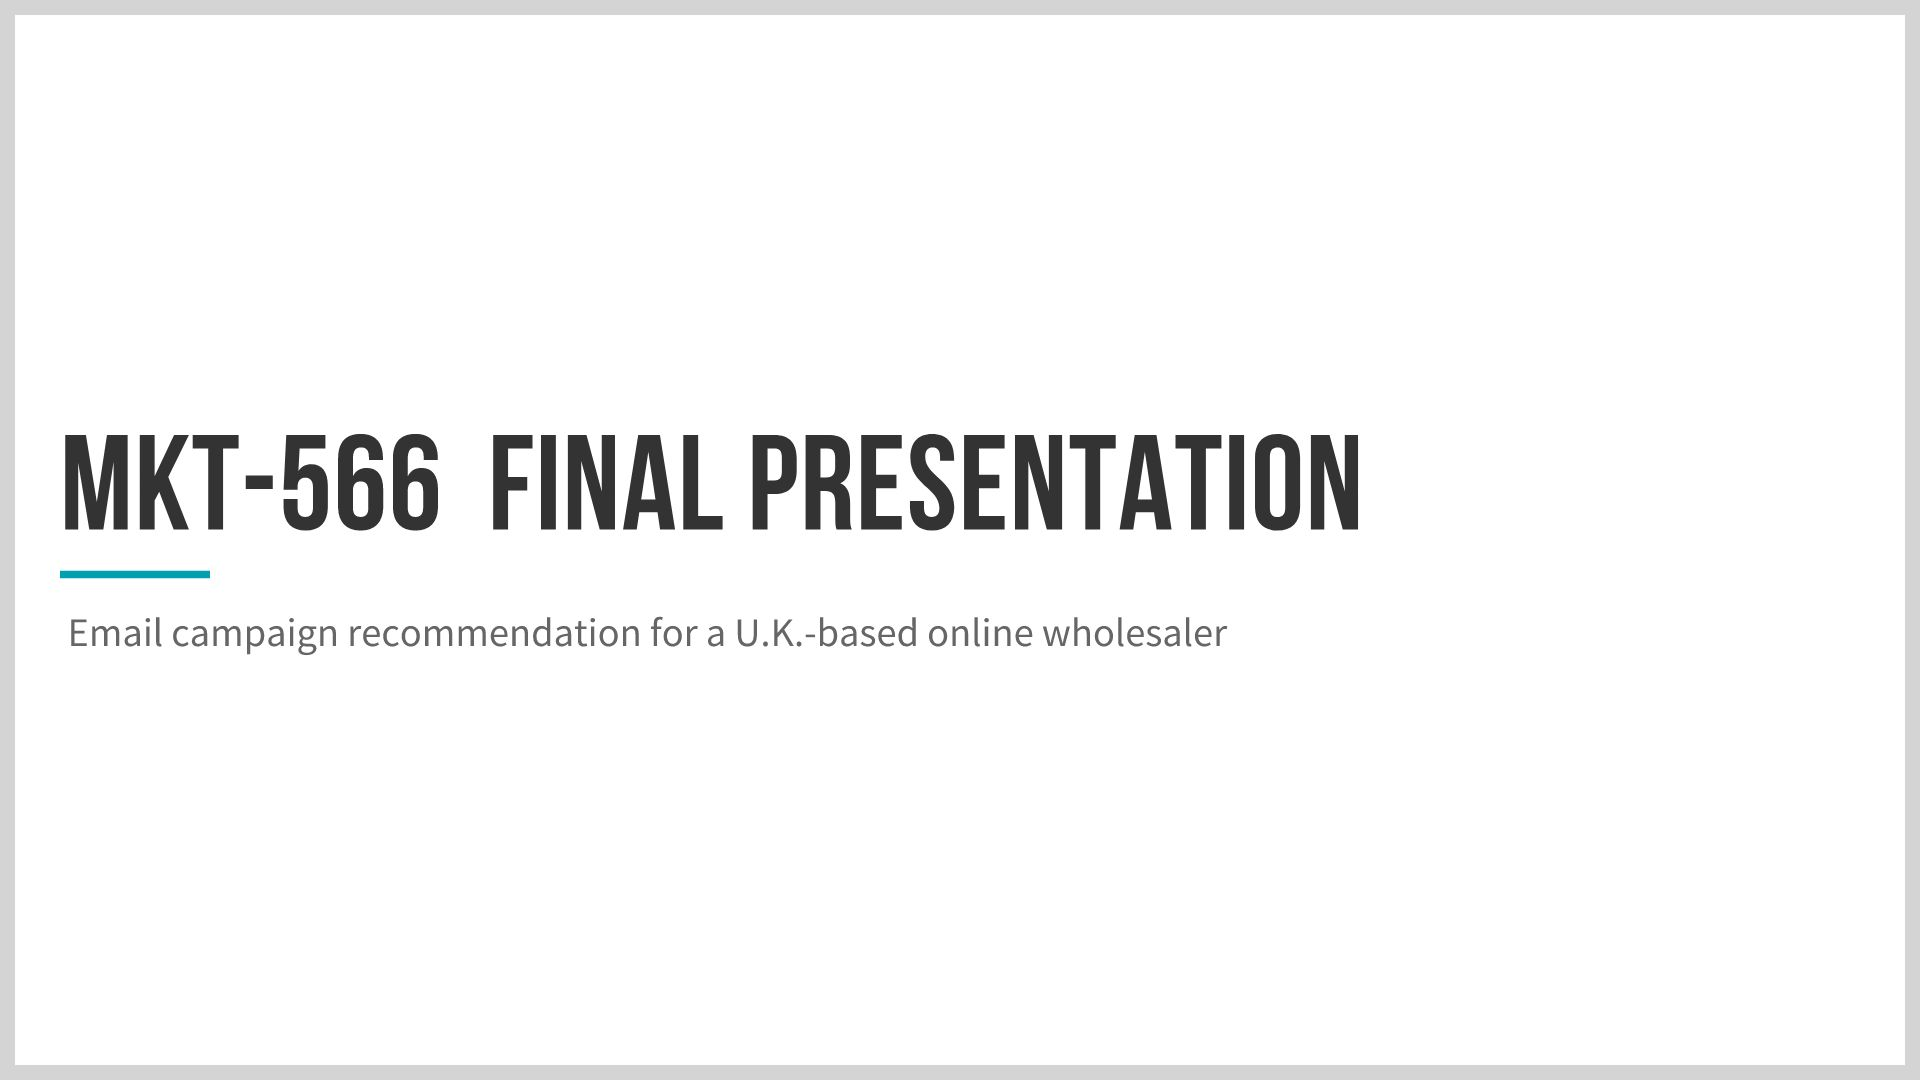 MKT-566 FINAL PRESENTATION
Email campaign recommendation for a U.K.-based online wholesaler